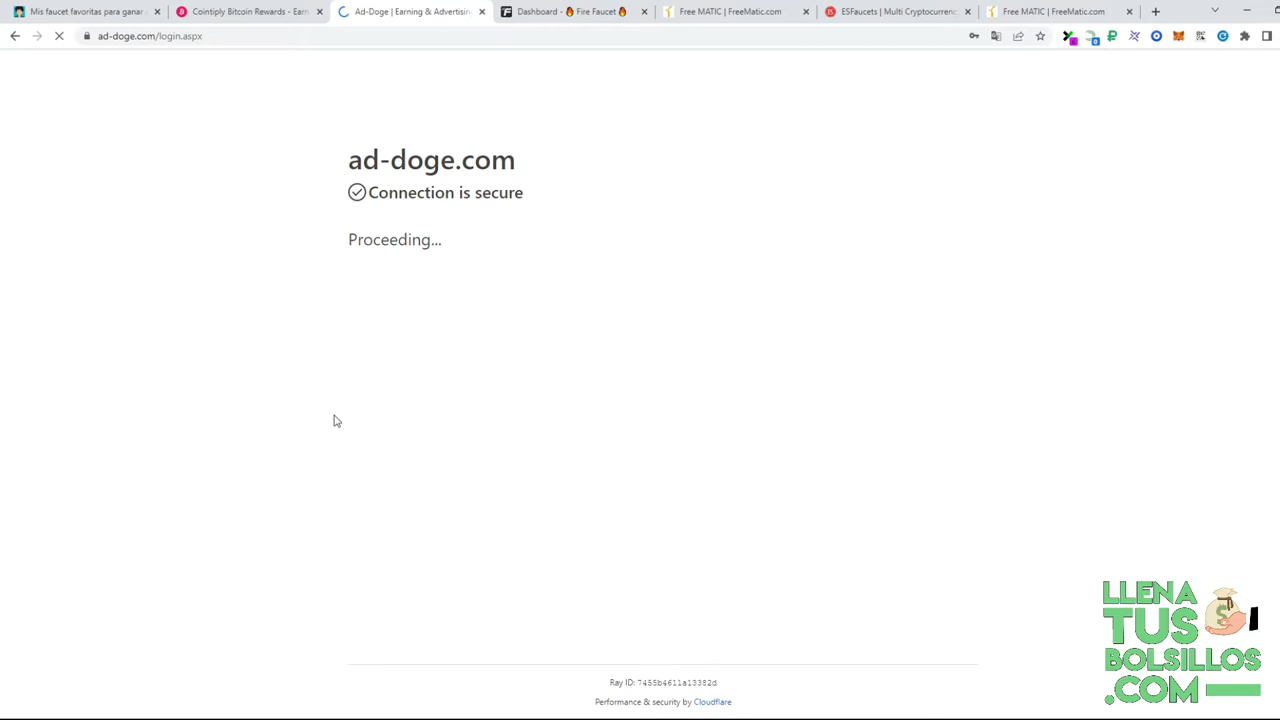 Mis faucet favoritas para ganar
Cointiply Bitcoin Rewards - Earn
Ad-Doge | Earning & Advertising
Dashboard - 🔥 Fire Faucet 🔥
Free MATIC | FreeMatic.com
ESFaucets | Multi Cryptocurrenc
Free MATIC | FreeMatic.com
ad-doge.com/login.aspx
ad-doge.com
Connection is secure
Proceeding...
Ray ID: 7455b4611a13382d
Performance & security by Cloudflare
LLENA
TUS
BOLSILLOS
.COM